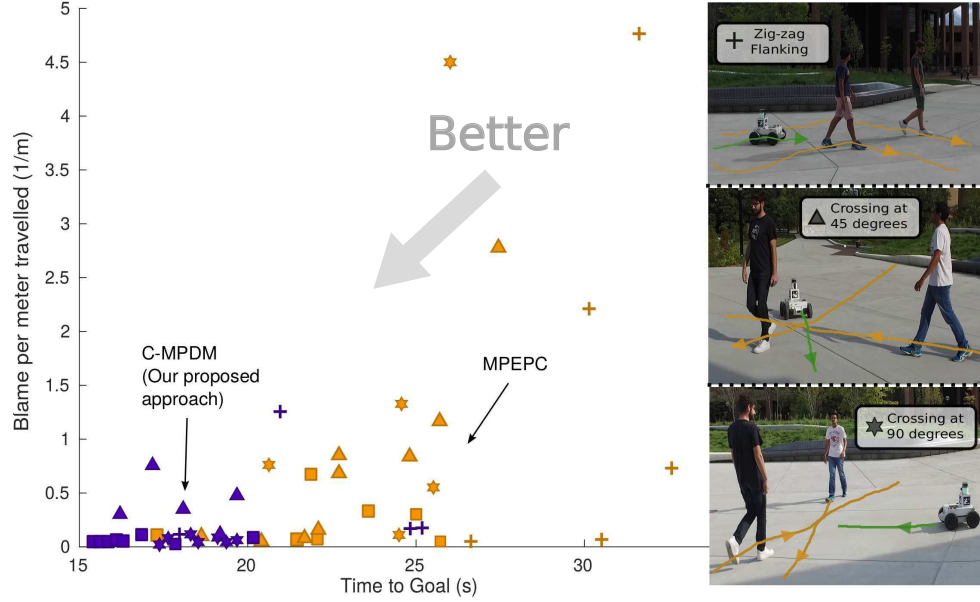 5
4.5
4
3.5
3
2.5
2
1.5
1
0.5
0
Blame per meter travelled (1/m)
15
20
25
30
Time to Goal (s)
Better
C-MPDM
(Our proposed
approach)
MPEPC
Zig-zag
Flanking
Crossing at
45 degrees
Crossing at
90 degrees